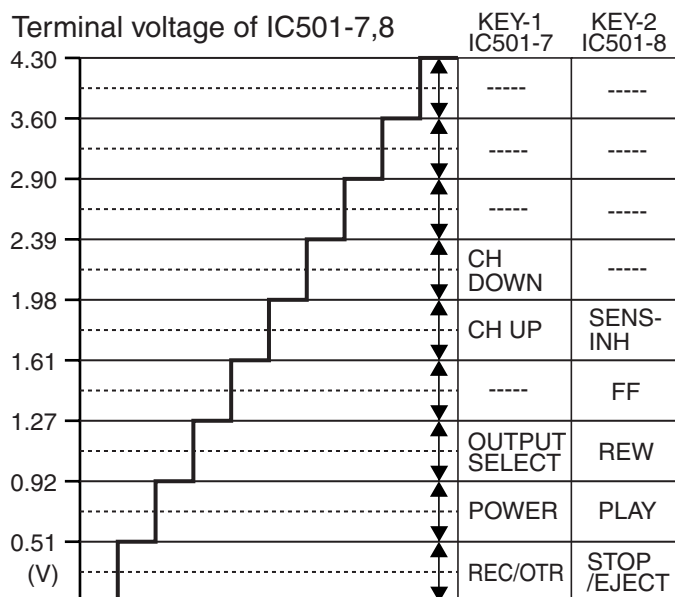 Terminal voltage of IC501-7,8
KEY-1
IC501-7
KEY-2
IC501-8
4.30
-----
-----
3.60
-----
-----
2.90
-----
-----
2.39
CH
DOWN
-----
1.98
CH UP
SENS-
INH
1.61
-----
FF
1.27
OUTPUT
SELECT
REW
0.92
POWER
PLAY
0.51
(V)
REC/OTR
STOP
/EJECT